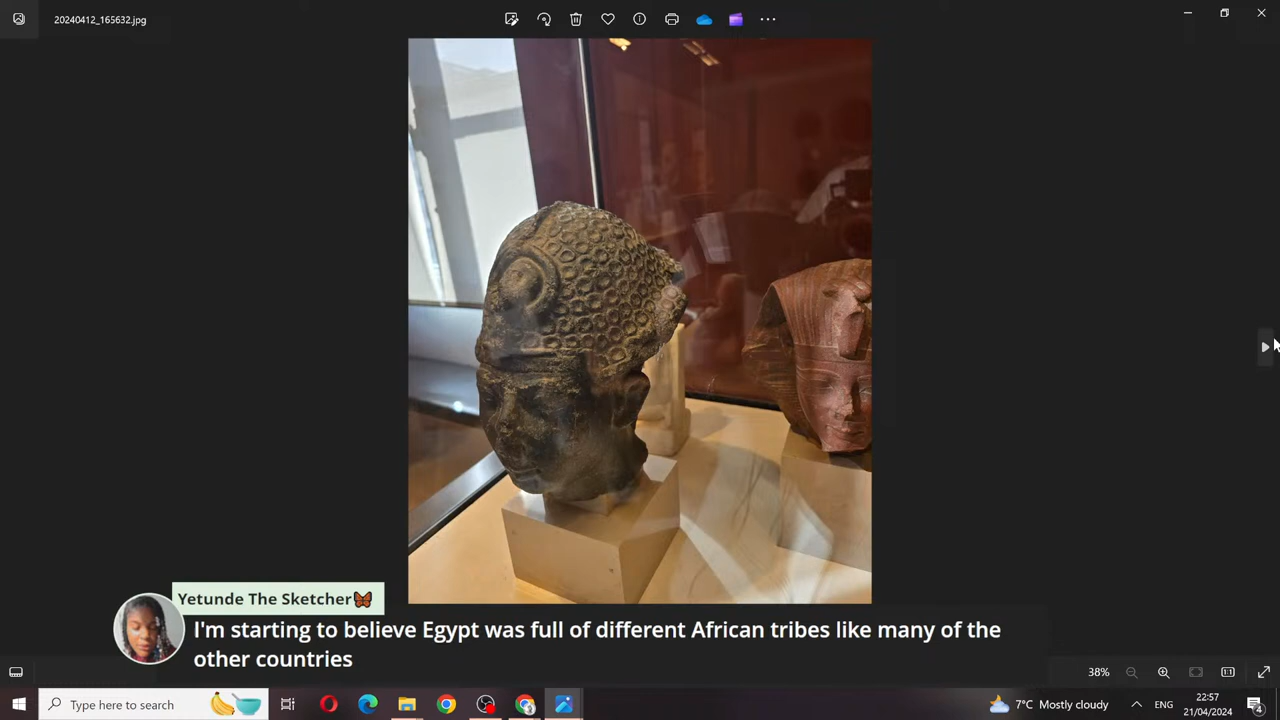 20240412_165632.jpg
Yetunde The Sketcher🦋
I'm starting to believe Egypt was full of different African tribes like many of the
other countries
38%
Type here to search
7°C Mostly cloudy
ENG
22:57
21/04/2024
4